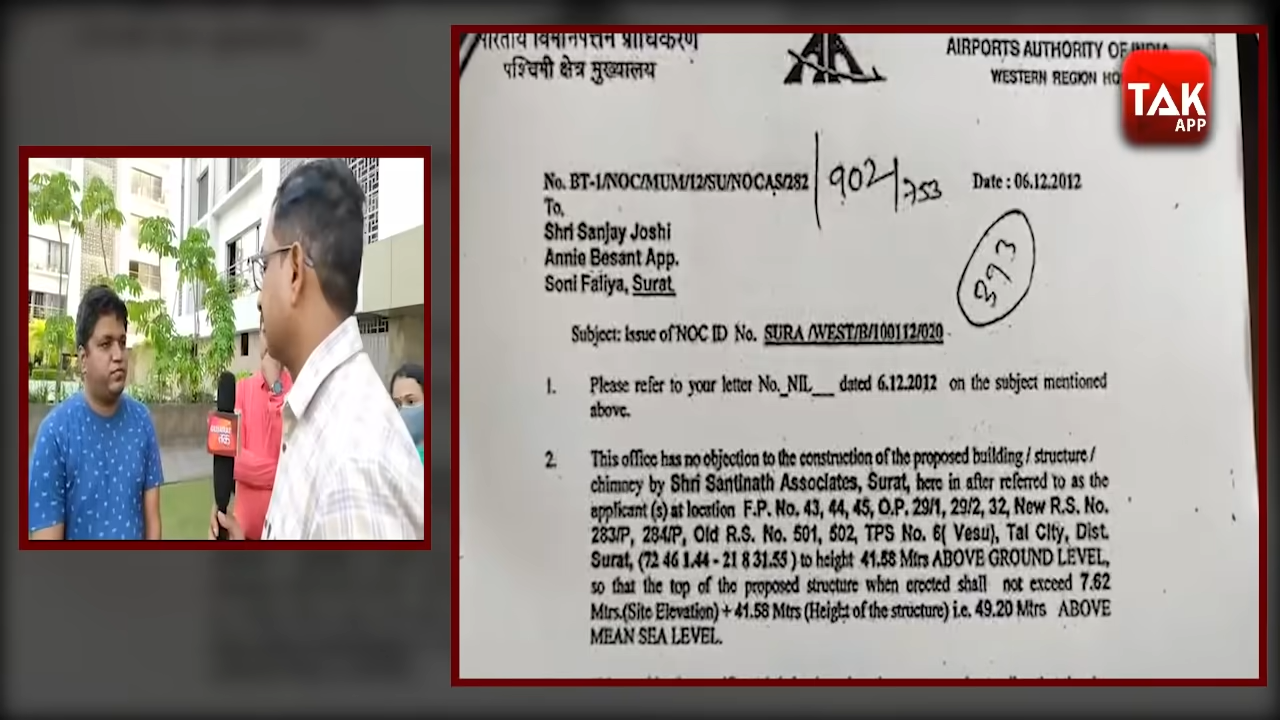 भारतीय विमानपत्तन प्राधिकरण
पश्चिमी क्षेत्र मुख्यालय
AIRPORTS AUTHORITY OF INDIA
WESTERN REGION
TAK
APP
No. BT-1/NOC/MUM/12/SU/NOCAS/282 902/753 Date : 06.12.2012
To,
Shri Sanjay Joshi
Annie Besant App.
Soni Faliya, Surat
393
Subject: Issue of NOC ID No. SURA /WEST/B/100112/020
1. Please refer to your letter No._NIL__ dated 6.12.2012 on the subject mentioned
above.
2. This office has no objection to the construction of the proposed building / structure /
chimney by Shri Santinath Associates, Surat, here in after referred to as the
applicant (s) at location F.P. No. 43, 44, 45, O.P. 29/1, 29/2, 32, New R.S. No.
283/P, 284/P, Old R.S. No. 501, 502, TPS No. 6( Vesu), Tal City, Dist.
Surat, (72 46 1.44 - 21 8 31.55 ) to height 41.58 Mtrs ABOVE GROUND LEVEL,
so that the top of the proposed structure when erected shall not exceed 7.62
Mtrs.(Site Elevation) + 41.58 Mtrs (Height of the structure) i.e. 49.20 Mtrs ABOVE
MEAN SEA LEVEL.